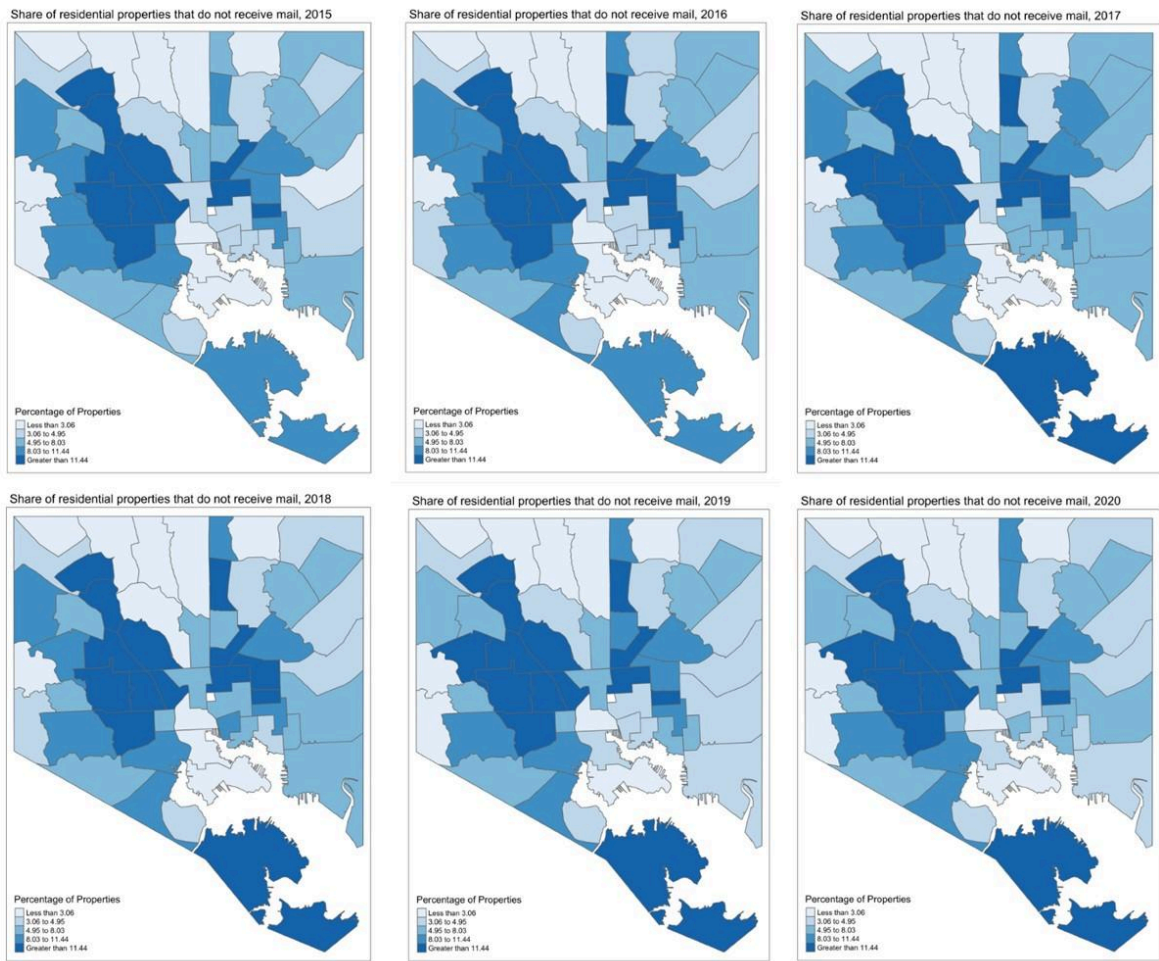 Share of residential properties that do not receive mail, 2015
Percentage of Properties
Less than 3.06
3.06 to 4.95
4.95 to 8.03
8.03 to 11.44
Greater than 11.44
Share of residential properties that do not receive mail, 2016
Percentage of Properties
Less than 3.06
3.06 to 4.95
4.95 to 8.03
8.03 to 11.44
Greater than 11.44
Share of residential properties that do not receive mail, 2017
Percentage of Properties
Less than 3.06
3.06 to 4.95
4.95 to 8.03
8.03 to 11.44
Greater than 11.44
Share of residential properties that do not receive mail, 2018
Percentage of Properties
Less than 3.06
3.06 to 4.95
4.95 to 8.03
8.03 to 11.44
Greater than 11.44
Share of residential properties that do not receive mail, 2019
Percentage of Properties
Less than 3.06
3.06 to 4.95
4.95 to 8.03
8.03 to 11.44
Greater than 11.44
Share of residential properties that do not receive mail, 2020
Percentage of Properties
Less than 3.06
3.06 to 4.95
4.95 to 8.03
8.03 to 11.44
Greater than 11.44